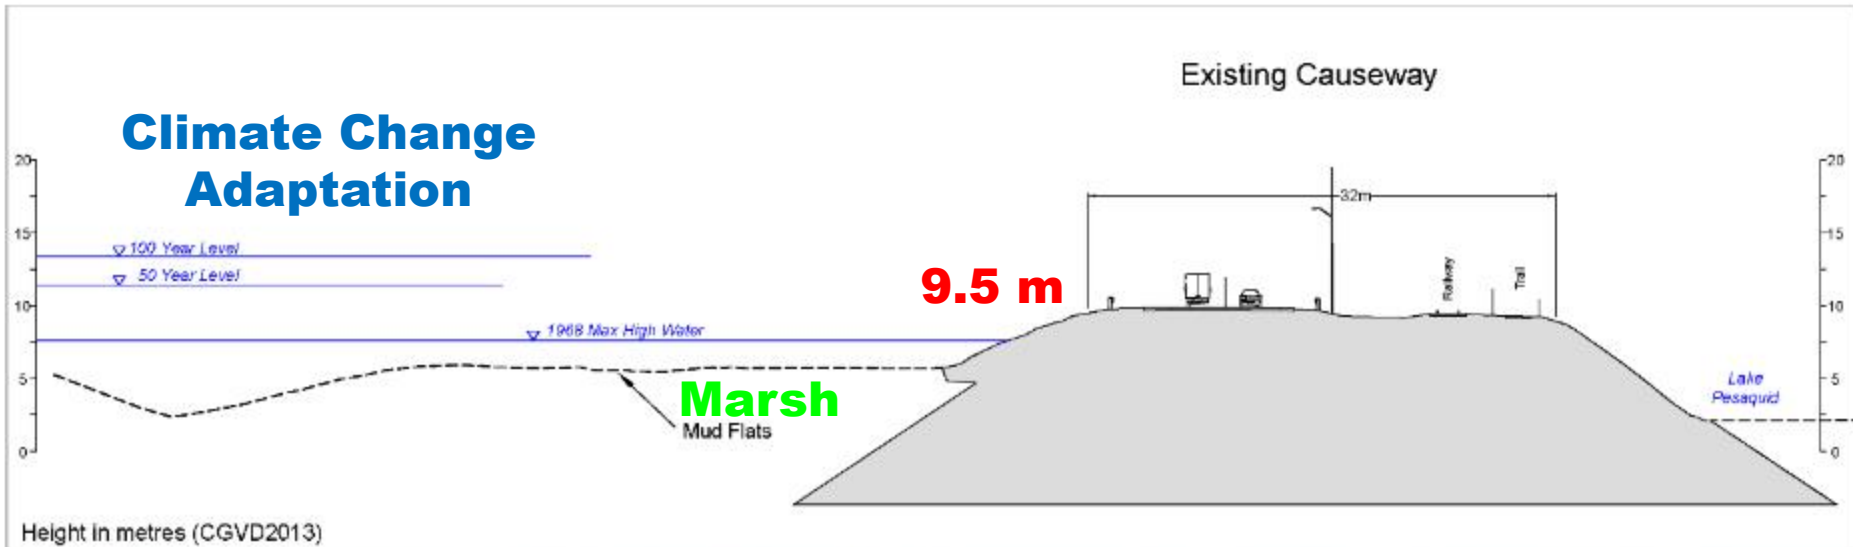 Existing Causeway
Climate Change
Adaptation
20
15
10
5
0
100 Year Level
50 Year Level
1968 Max High Water
9.5 m
32m
Railway
Trail
20
15
10
5
0
Marsh
Mud Flats
Lake
Pesaquid
Height in metres (CGVD2013)